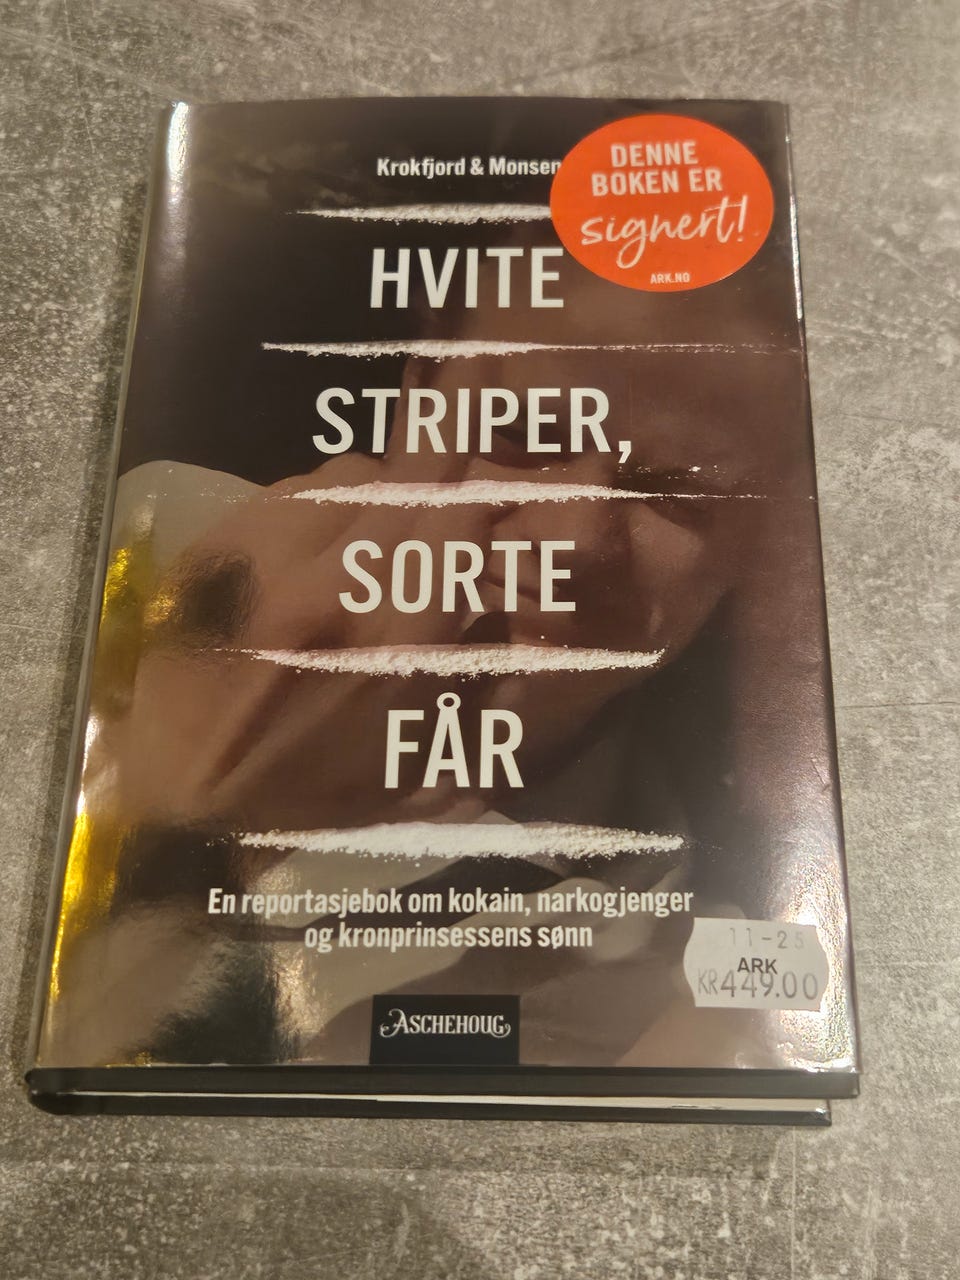 Krokfjord & Monsen
DENNE
BOKEN ER
signert!
ARK.NO
HVITE
STRIPER,
SORTE
FÅR
En reportasjebok om kokain, narkogjenger
og kronprinsessens sønn
11-25
ARK
KR449.00
ASCHEHOUG